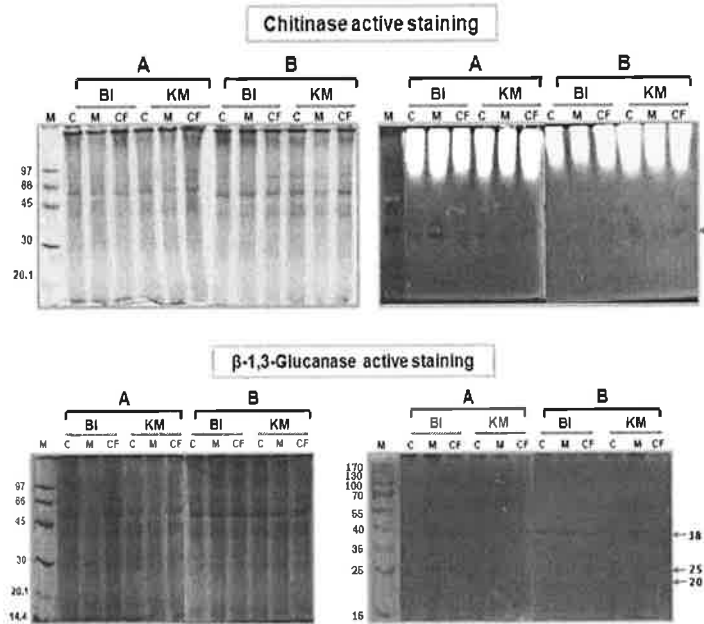 Chitinase active staining
A B A B
BI KM BI KM BI KM BI KM
M C M CF C M CF C M CF C M CF M C M CF C M CF C M CF C M CF
97
66
45
30
20.1
β-1,3-Glucanase active staining
A B A B
BI KM BI KM BI KM BI KM
M C M CF C M CF C M CF C M CF M C M CF C M CF C M CF C M CF
97
66
45
30
20.1
14.4
170
130
100
70
55
40
35
25
15
38
25
20